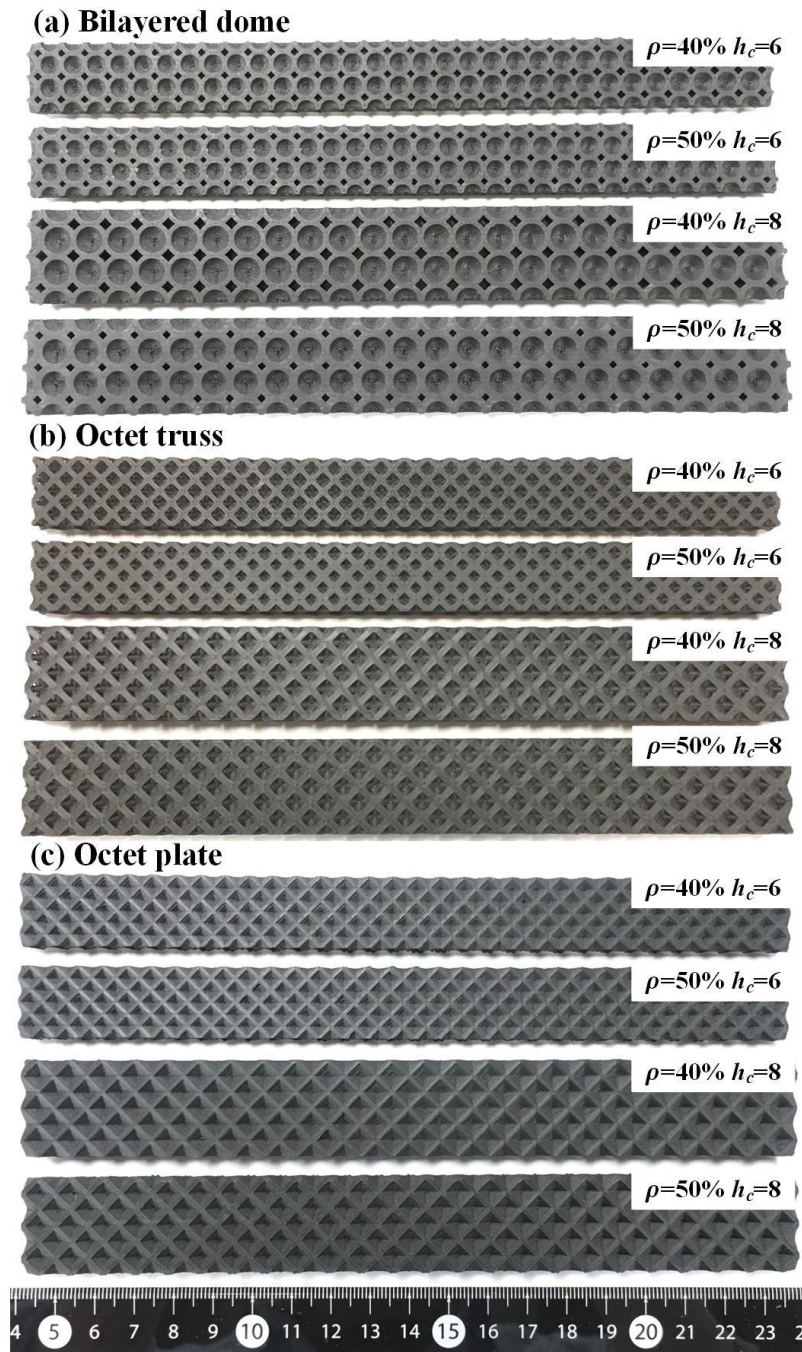 (a) Bilayered dome
ρ=40% hc=6
ρ=50% hc=6
ρ=40% hc=8
ρ=50% hc=8
(b) Octet truss
ρ=40% hc=6
ρ=50% hc=6
ρ=40% hc=8
ρ=50% hc=8
(c) Octet plate
ρ=40% hc=6
ρ=50% hc=6
ρ=40% hc=8
ρ=50% hc=8
4 5 6 7 8 9 10 11 12 13 14 15 16 17 18 19 20 21 22 23 2